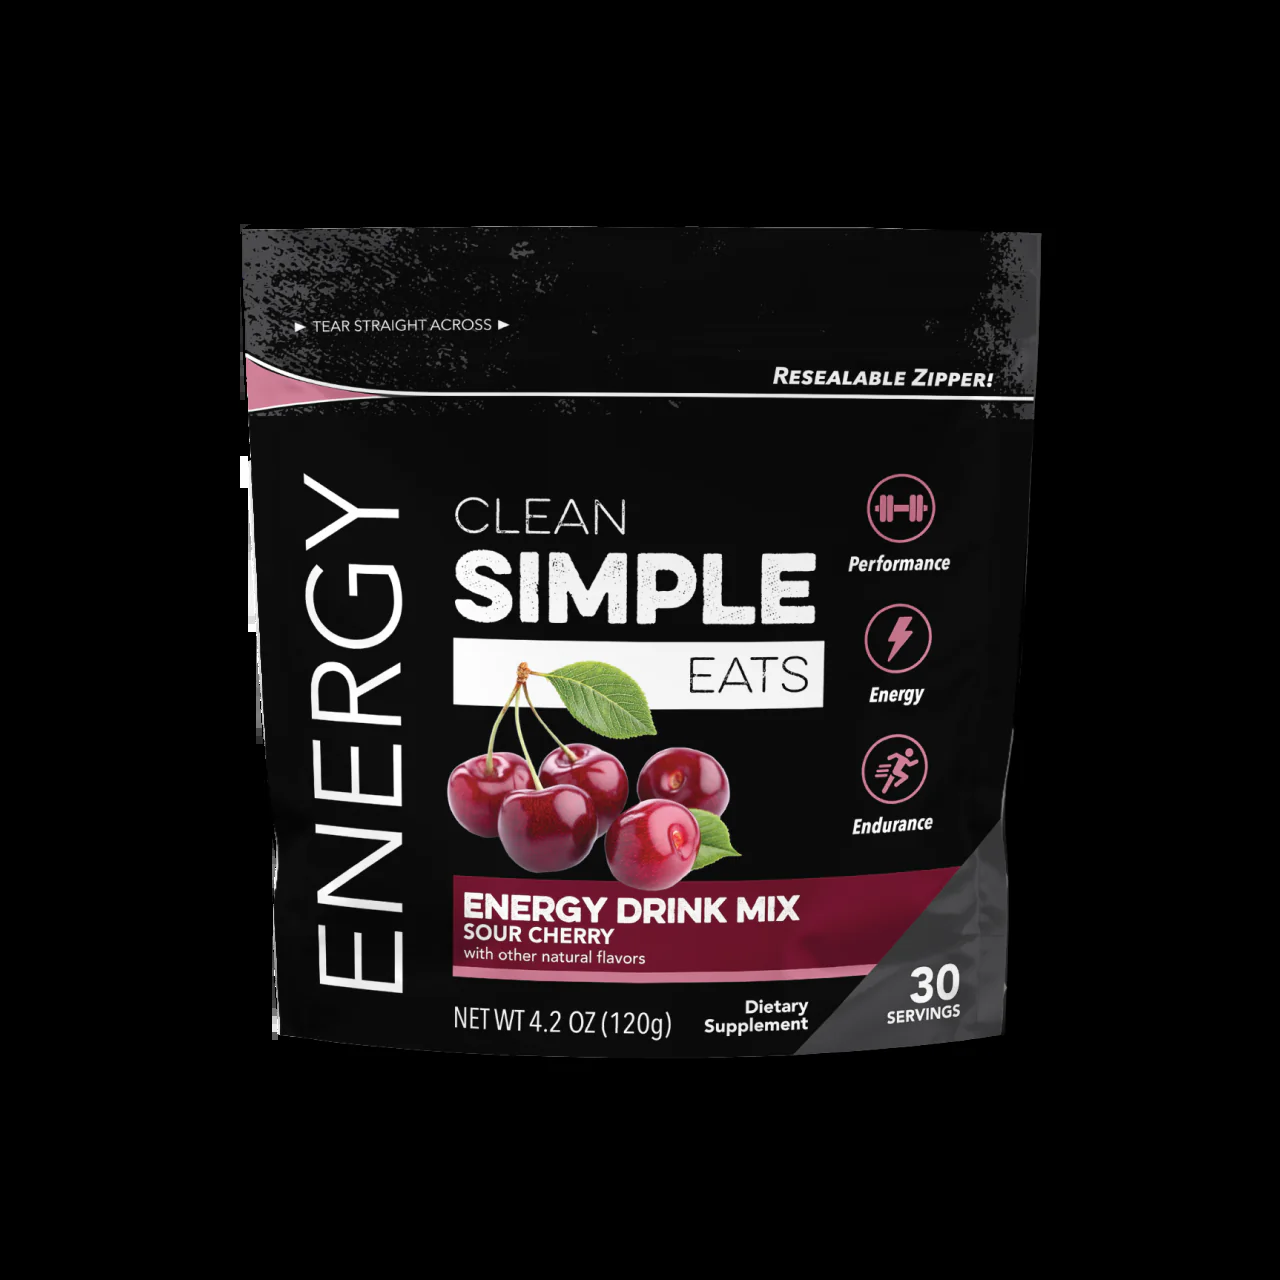 ► TEAR STRAIGHT ACROSS ►
RESEALABLE ZIPPER!
ENERGY
CLEAN
SIMPLE
EATS
Performance
Energy
Endurance
ENERGY DRINK MIX
SOUR CHERRY
with other natural flavors
NET WT 4.2 OZ (120g)
Dietary
Supplement
30
SERVINGS